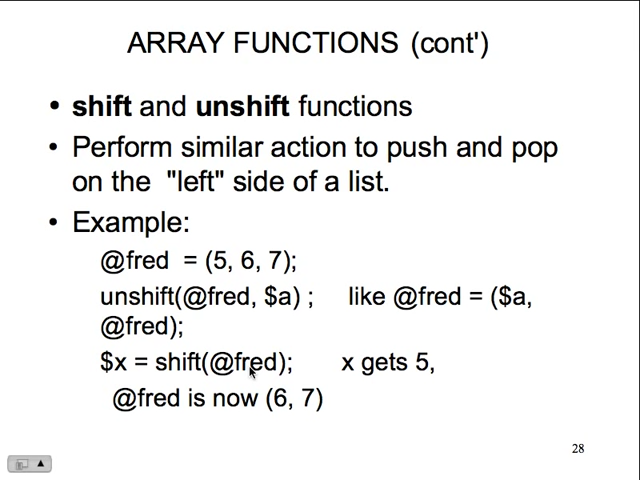 ARRAY FUNCTIONS (cont')
• shift and unshift functions
• Perform similar action to push and pop
on the "left" side of a list.
• Example:
@fred = (5, 6, 7);
unshift(@fred, $a) ; like @fred = ($a,
@fred);
$x = shift(@fred); x gets 5,
@fred is now (6, 7)
28